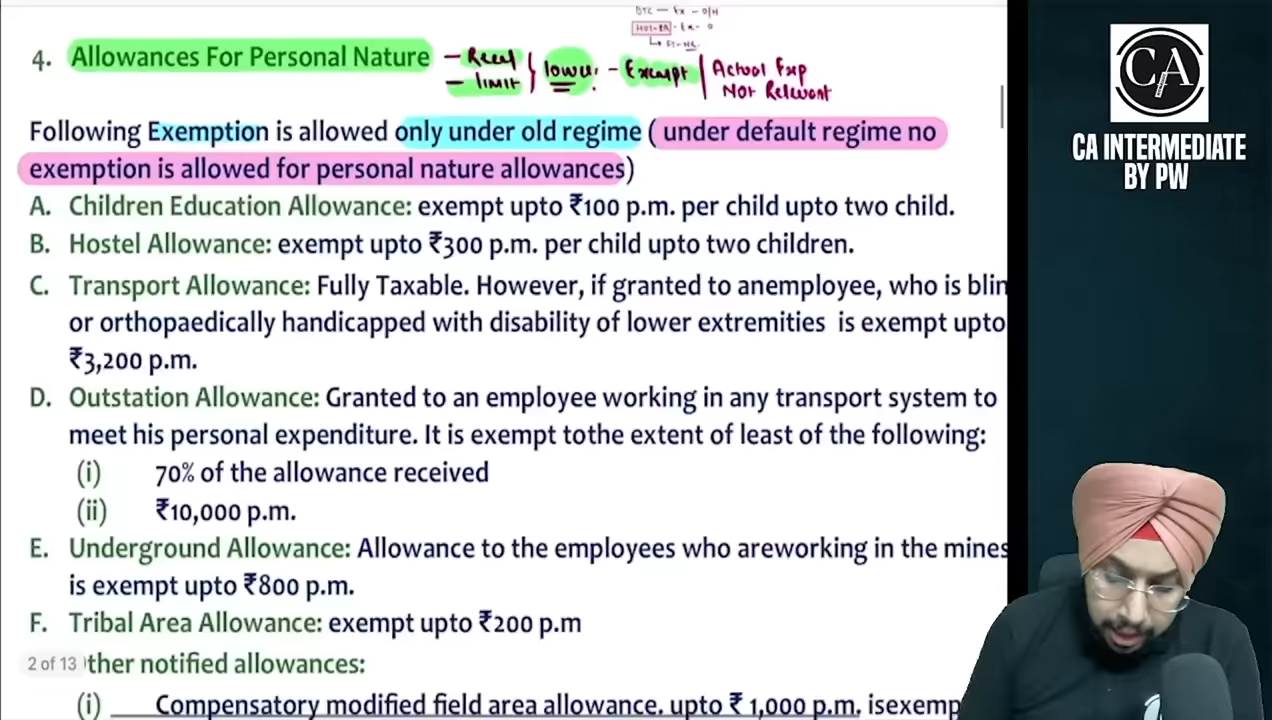 DTC - Ex - 0/H
4. Allowances For Personal Nature - Recd
- limit } lower. - Exempt | Actual Exp
Not Relevant
Following Exemption is allowed only under old regime ( under default regime no
exemption is allowed for personal nature allowances)
A. Children Education Allowance: exempt upto ₹100 p.m. per child upto two child.
B. Hostel Allowance: exempt upto ₹300 p.m. per child upto two children.
C. Transport Allowance: Fully Taxable. However, if granted to anemployee, who is blin
or orthopaedically handicapped with disability of lower extremities is exempt upto
₹3,200 p.m.
D. Outstation Allowance: Granted to an employee working in any transport system to
meet his personal expenditure. It is exempt tothe extent of least of the following:
(i) 70% of the allowance received
(ii) ₹10,000 p.m.
E. Underground Allowance: Allowance to the employees who areworking in the mines
is exempt upto ₹800 p.m.
F. Tribal Area Allowance: exempt upto ₹200 p.m
2 of 13 ther notified allowances:
(i) Compensatory modified field area allowance. upto ₹ 1,000 p.m. isexemp
CA
CA INTERMEDIATE
BY PW